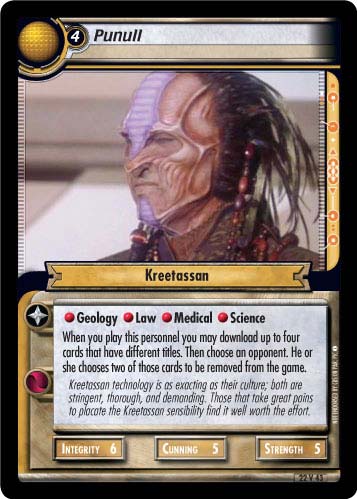 4 Punull
Kreetassan
Geology Law Medical Science
When you play this personnel you may download up to four
cards that have different titles. Then choose an opponent. He or
she chooses two of those cards to be removed from the game.
Kreetassan technology is as exacting as their culture; both are
stringent, thorough, and demanding. Those that take great pains
to placate the Kreetassan sensibility find it well worth the effort.
INTEGRITY 6 CUNNING 5 STRENGTH 5
22 V 43